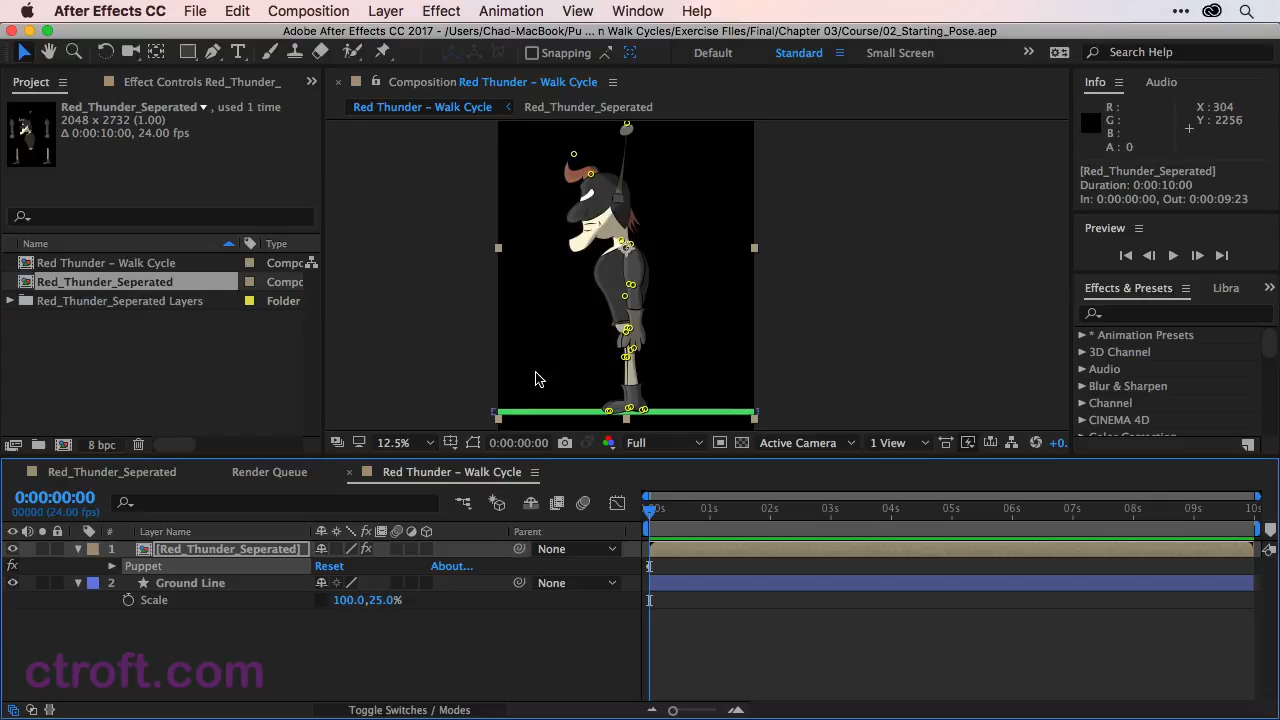 After Effects CC File Edit Composition Layer Effect Animation View Window Help
Adobe After Effects CC 2017 - /Users/Chad-MacBook/Pu ... n Walk Cycles/Exercise FIles/Final/Chapter 03/Course/02_Starting_Pose.aep
Snapping Default Standard Small Screen » Search Help
Project Effect Controls Red_Thunder_ »
Red_Thunder_Seperated, used 1 time
2048 x 2732 (1.00)
Δ 0:00:10:00, 24.00 fps
Name Type
Red Thunder – Walk Cycle Compo
Red_Thunder_Seperated Compo
Red_Thunder_Seperated Layers Folder
8 bpc
× Composition Red Thunder – Walk Cycle
Red Thunder – Walk Cycle < Red_Thunder_Seperated
12.5% 0:00:00:00 Full Active Camera 1 View +0.
Info Audio
R: X: 304
G: Y: 2256
B:
A: 0
[Red_Thunder_Seperated]
Duration: 0:00:10:00
In: 0:00:00:00, Out: 0:00:09:23
Preview
Effects & Presets Libra »
* Animation Presets
3D Channel
Audio
Blur & Sharpen
Channel
CINEMA 4D
Color Correction
Red_Thunder_Seperated Render Queue × Red Thunder – Walk Cycle
0:00:00:00
00000 (24.00 fps)
:00s 01s 02s 03s 04s 05s 06s 07s 08s 09s 10s
# Layer Name fx Parent
1 [Red_Thunder_Seperated] fx None
fx Puppet Reset About...
2 Ground Line None
Scale 100.0,25.0%
ctroft.com
Toggle Switches / Modes